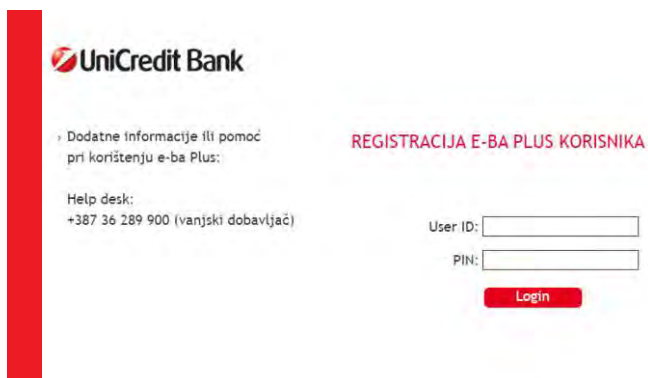 UniCredit Bank
› Dodatne informacije ili pomoć
pri korištenju e-ba Plus:
Help desk:
+387 36 289 900 (vanjski dobavljač)
REGISTRACIJA E-BA PLUS KORISNIKA
User ID:
PIN:
Login